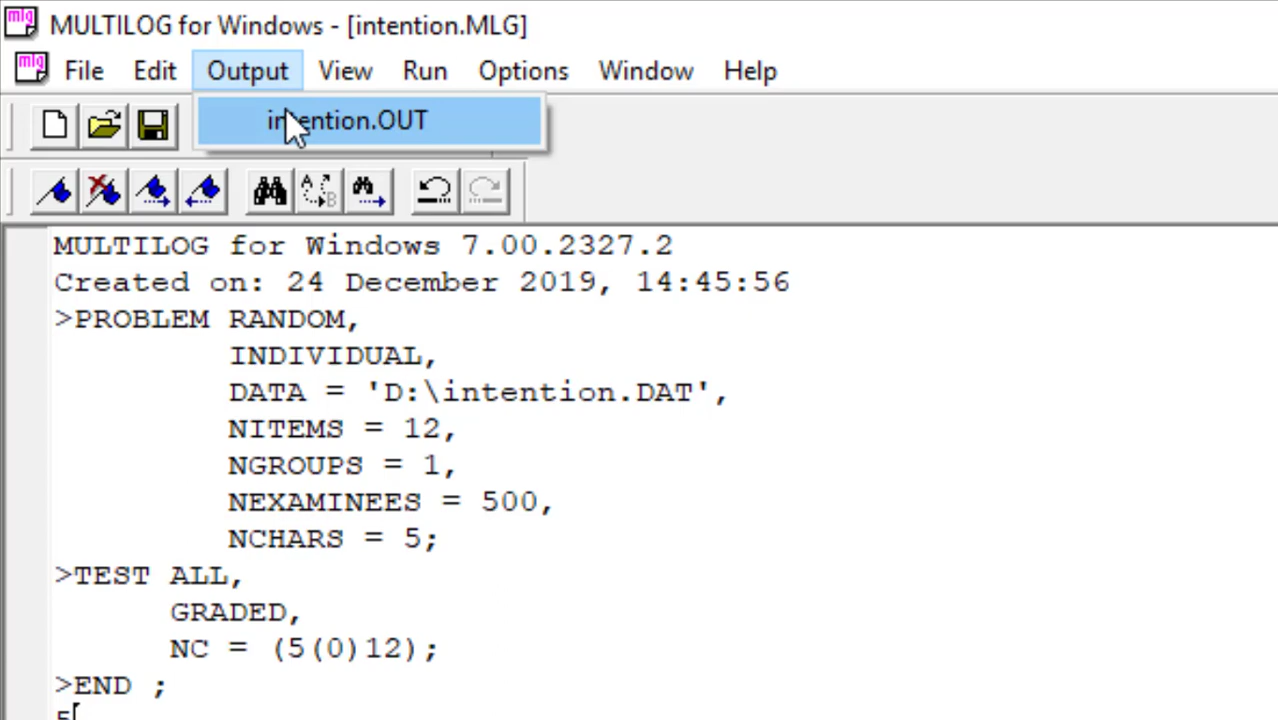 MULTILOG for Windows - [intention.MLG]
File Edit Output View Run Options Window Help
intention.OUT
MULTILOG for Windows 7.00.2327.2
Created on: 24 December 2019, 14:45:56
>PROBLEM RANDOM,
INDIVIDUAL,
DATA = 'D:\intention.DAT',
NITEMS = 12,
NGROUPS = 1,
NEXAMINEES = 500,
NCHARS = 5;
>TEST ALL,
GRADED,
NC = (5(0)12);
>END ;